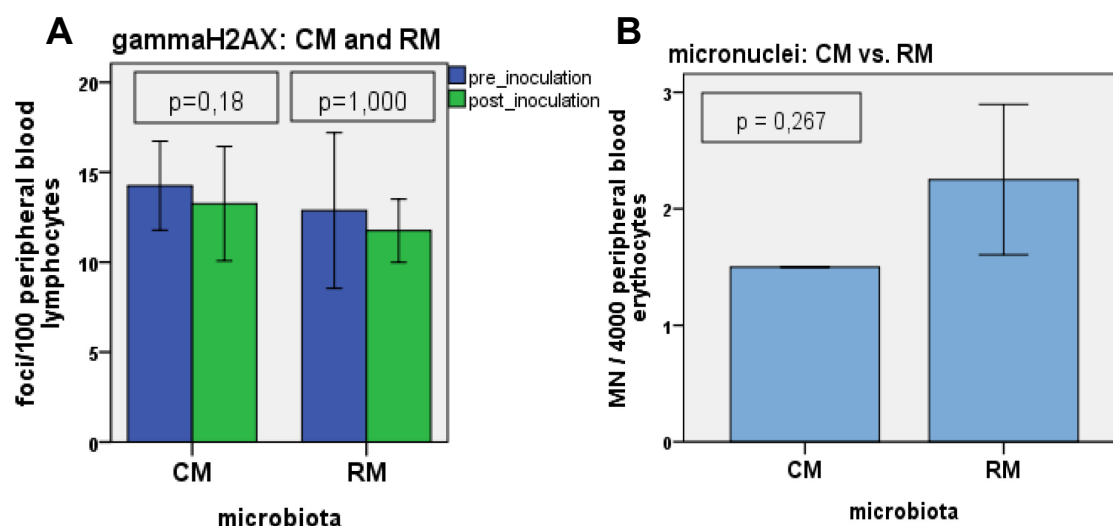 A
gammaH2AX: CM and RM
pre_inoculation
post_inoculation
p=0,18
p=1,000
20
15
10
5
0
foci/100 peripheral blood
lymphocytes
CM
RM
microbiota
B
micronuclei: CM vs. RM
p = 0,267
3
2
1
0
MN / 4000 peripheral blood
erythocytes
CM
RM
microbiota